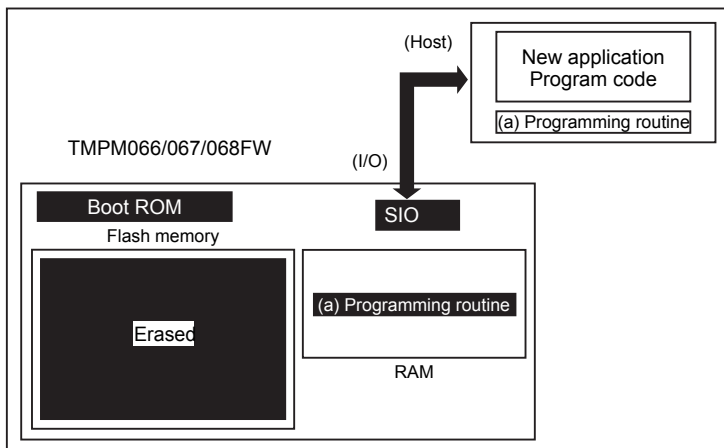 (Host)
New application
Program code
(a) Programming routine
TMPM066/067/068FW
(I/O)
Boot ROM
SIO
Flash memory
(a) Programming routine
Erased
RAM